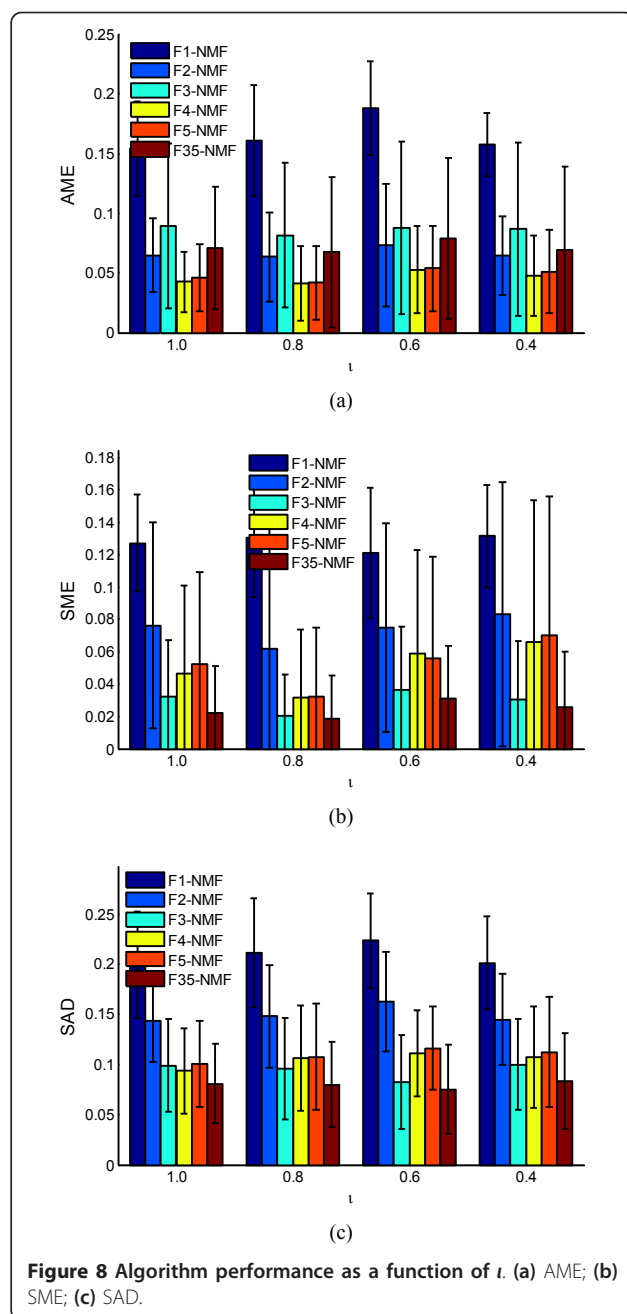 0.25
0.2
0.15
0.1
0.05
0
AME
F1-NMF
F2-NMF
F3-NMF
F4-NMF
F5-NMF
F35-NMF
1.0 0.8 0.6 0.4
ι
(a)
0.18
0.16
0.14
0.12
0.1
0.08
0.06
0.04
0.02
0
SME
F1-NMF
F2-NMF
F3-NMF
F4-NMF
F5-NMF
F35-NMF
1.0 0.8 0.6 0.4
ι
(b)
0.25
0.2
0.15
0.1
0.05
0
SAD
F1-NMF
F2-NMF
F3-NMF
F4-NMF
F5-NMF
F35-NMF
1.0 0.8 0.6 0.4
ι
(c)
Figure 8 Algorithm performance as a function of ι. (a) AME; (b)
SME; (c) SAD.